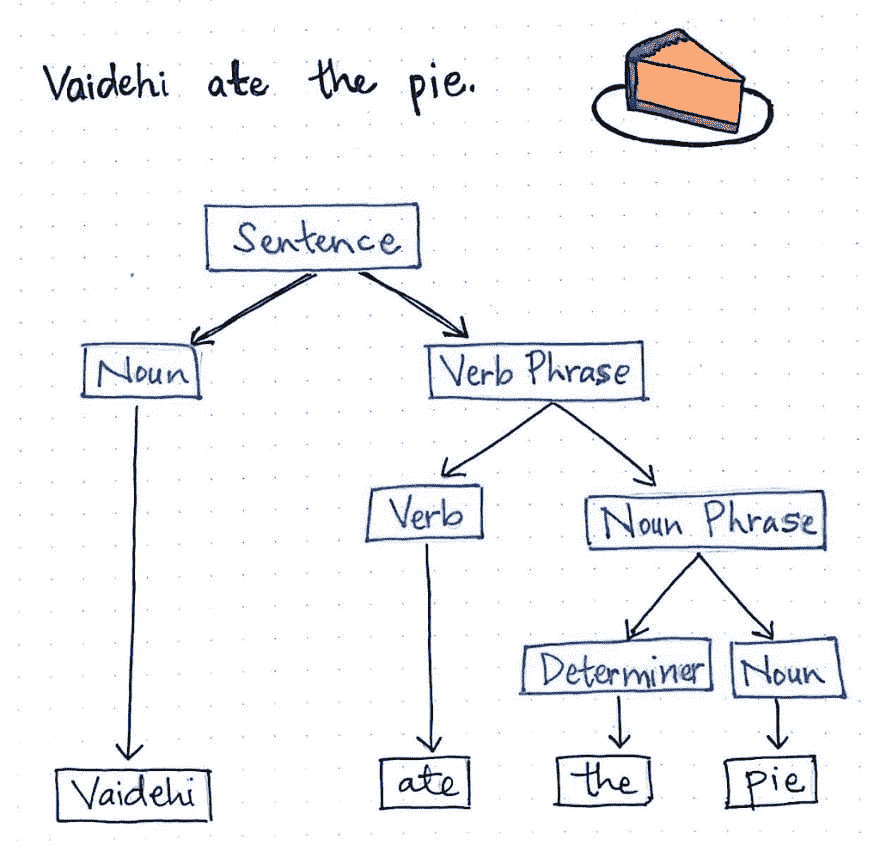 Vaidehi ate the pie.
Sentence
Noun
Verb Phrase
Verb
Noun Phrase
Determiner
Noun
Vaidehi
ate
the
pie